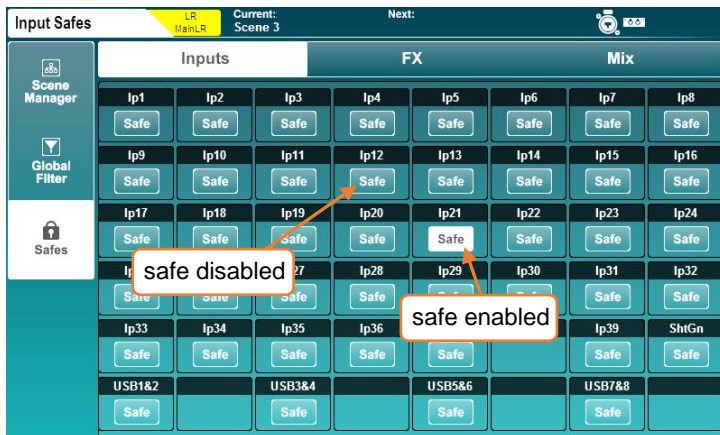 Input Safes
LR
MainLR
Current:
Scene 3
Next:
Scene
Manager
Global
Filter
Safes
Inputs FX Mix
Ip1 Ip2 Ip3 Ip4 Ip5 Ip6 Ip7 Ip8
Safe Safe Safe Safe Safe Safe Safe Safe
Ip9 Ip10 Ip11 Ip12 Ip13 Ip14 Ip15 Ip16
Safe Safe Safe Safe Safe Safe Safe Safe
Ip17 Ip18 Ip19 Ip20 Ip21 Ip22 Ip23 Ip24
Safe Safe Safe Safe Safe Safe Safe Safe
safe disabled
Ip28 Ip29 Ip30 Ip31 Ip32
Safe Safe Safe Safe
safe enabled
Ip33 Ip34 Ip35 Ip36 Ip39 ShtGn
Safe Safe Safe Safe Safe Safe Safe
USB1&2 USB3&4 USB5&6 USB7&8
Safe Safe Safe Safe